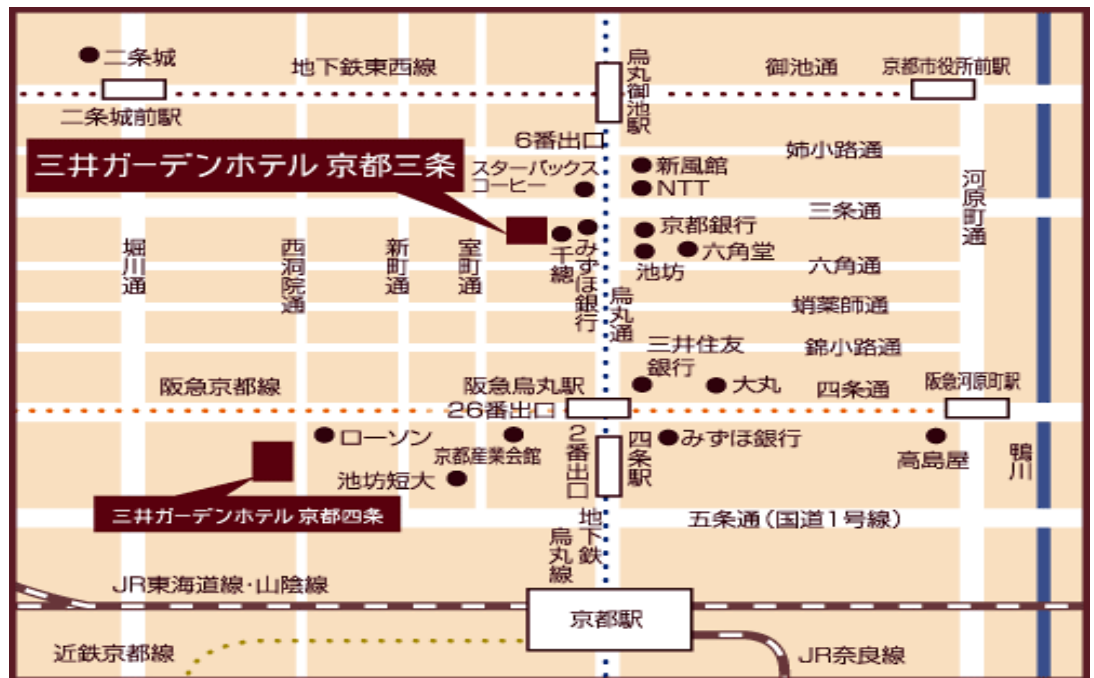 二条城
地下鉄東西線
烏丸御池駅
御池通
京都市役所前駅
二条城前駅
6番出口
姉小路通
三井ガーデンホテル 京都三条
スターバックス
コーヒー
新風館
NTT
河原町通
三条通
京都銀行
六角堂
池坊
千總
みずほ銀行
堀川通
西洞院通
新町通
室町通
六角通
烏丸通
蛸薬師通
三井住友
銀行
錦小路通
阪急京都線
阪急烏丸駅
大丸
四条通
阪急河原町駅
26番出口
ローソン
京都産業会館
2番出口
四条駅
みずほ銀行
高島屋
鴨川
池坊短大
三井ガーデンホテル 京都四条
地下鉄
烏丸線
五条通(国道1号線)
JR東海道線・山陰線
京都駅
近鉄京都線
JR奈良線